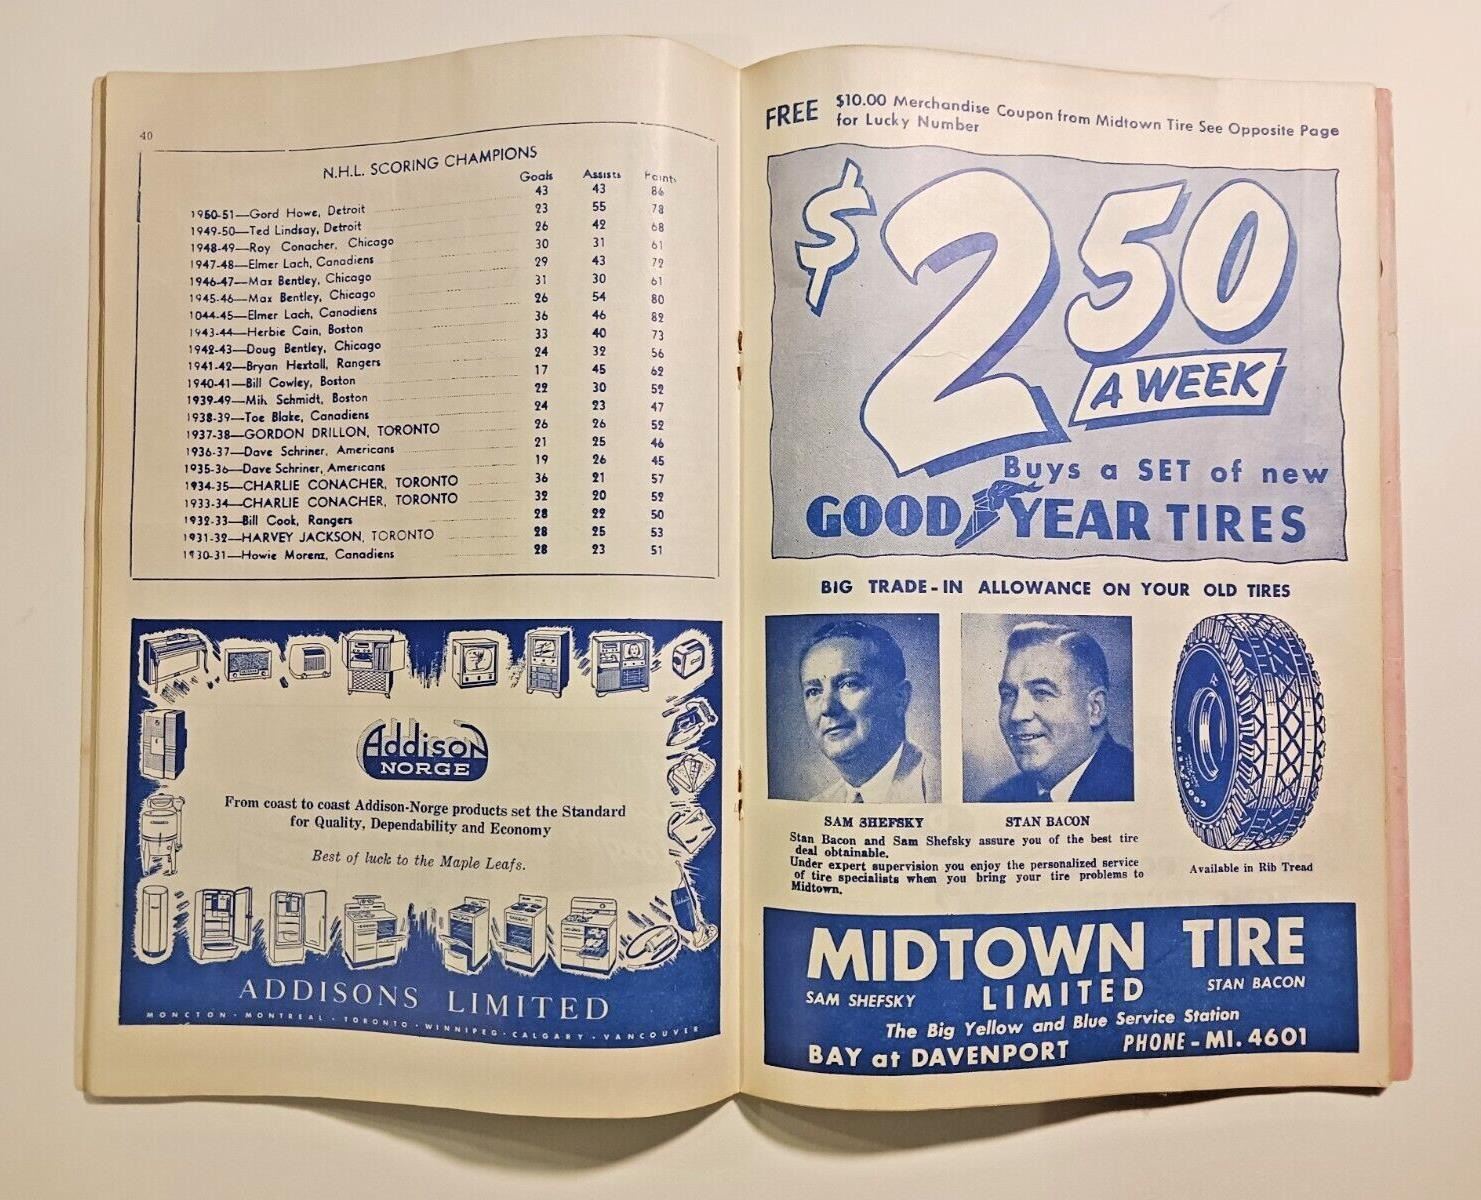 40
N.H.L. SCORING CHAMPIONS
Goals Assists Points
1950-51—Gord Howe, Detroit 43 43 86
1949-50—Ted Lindsay, Detroit 23 55 78
1948-49—Roy Conacher, Chicago 26 42 68
1947-48—Elmer Lach, Canadiens 30 31 61
1946-47—Max Bentley, Chicago 29 43 72
1945-46—Max Bentley, Chicago 31 30 61
1044-45—Elmer Lach, Canadiens 26 54 80
1943-44—Herbie Cain, Boston 36 46 82
1942-43—Doug Bentley, Chicago 33 40 73
1941-42—Bryan Hextall, Rangers 24 32 56
1940-41—Bill Cowley, Boston 17 45 62
1939-49—Mih Schmidt, Boston 22 30 52
1938-39—Toe Blake, Canadiens 24 23 47
1937-38—GORDON DRILLON, TORONTO 26 26 52
1936-37—Dave Schriner, Americans 21 25 46
1935-36—Dave Schriner, Americans 19 26 45
1934-35—CHARLIE CONACHER, TORONTO 36 21 57
1933-34—CHARLIE CONACHER, TORONTO 32 20 52
1932-33—Bill Cook, Rangers 28 22 50
1931-32—HARVEY JACKSON, TORONTO 28 25 53
1930-31—Howie Morenz, Canadiens 28 23 51
Addison
NORGE
From coast to coast Addison-Norge products set the Standard
for Quality, Dependability and Economy
Best of luck to the Maple Leafs.
ADDISONS LIMITED
MONCTON · MONTREAL · TORONTO · WINNIPEG · CALGARY · VANCOUVER
FREE $10.00 Merchandise Coupon from Midtown Tire See Opposite Page
for Lucky Number
$2.50
A WEEK
Buys a SET of new
GOODYEAR TIRES
BIG TRADE-IN ALLOWANCE ON YOUR OLD TIRES
SAM SHEFSKY STAN BACON
Stan Bacon and Sam Shefsky assure you of the best tire
deal obtainable.
Under expert supervision you enjoy the personalized service
of tire specialists when you bring your tire problems to
Midtown.
Available in Rib Tread
MIDTOWN TIRE
SAM SHEFSKY LIMITED STAN BACON
The Big Yellow and Blue Service Station
BAY at DAVENPORT PHONE - MI. 4601